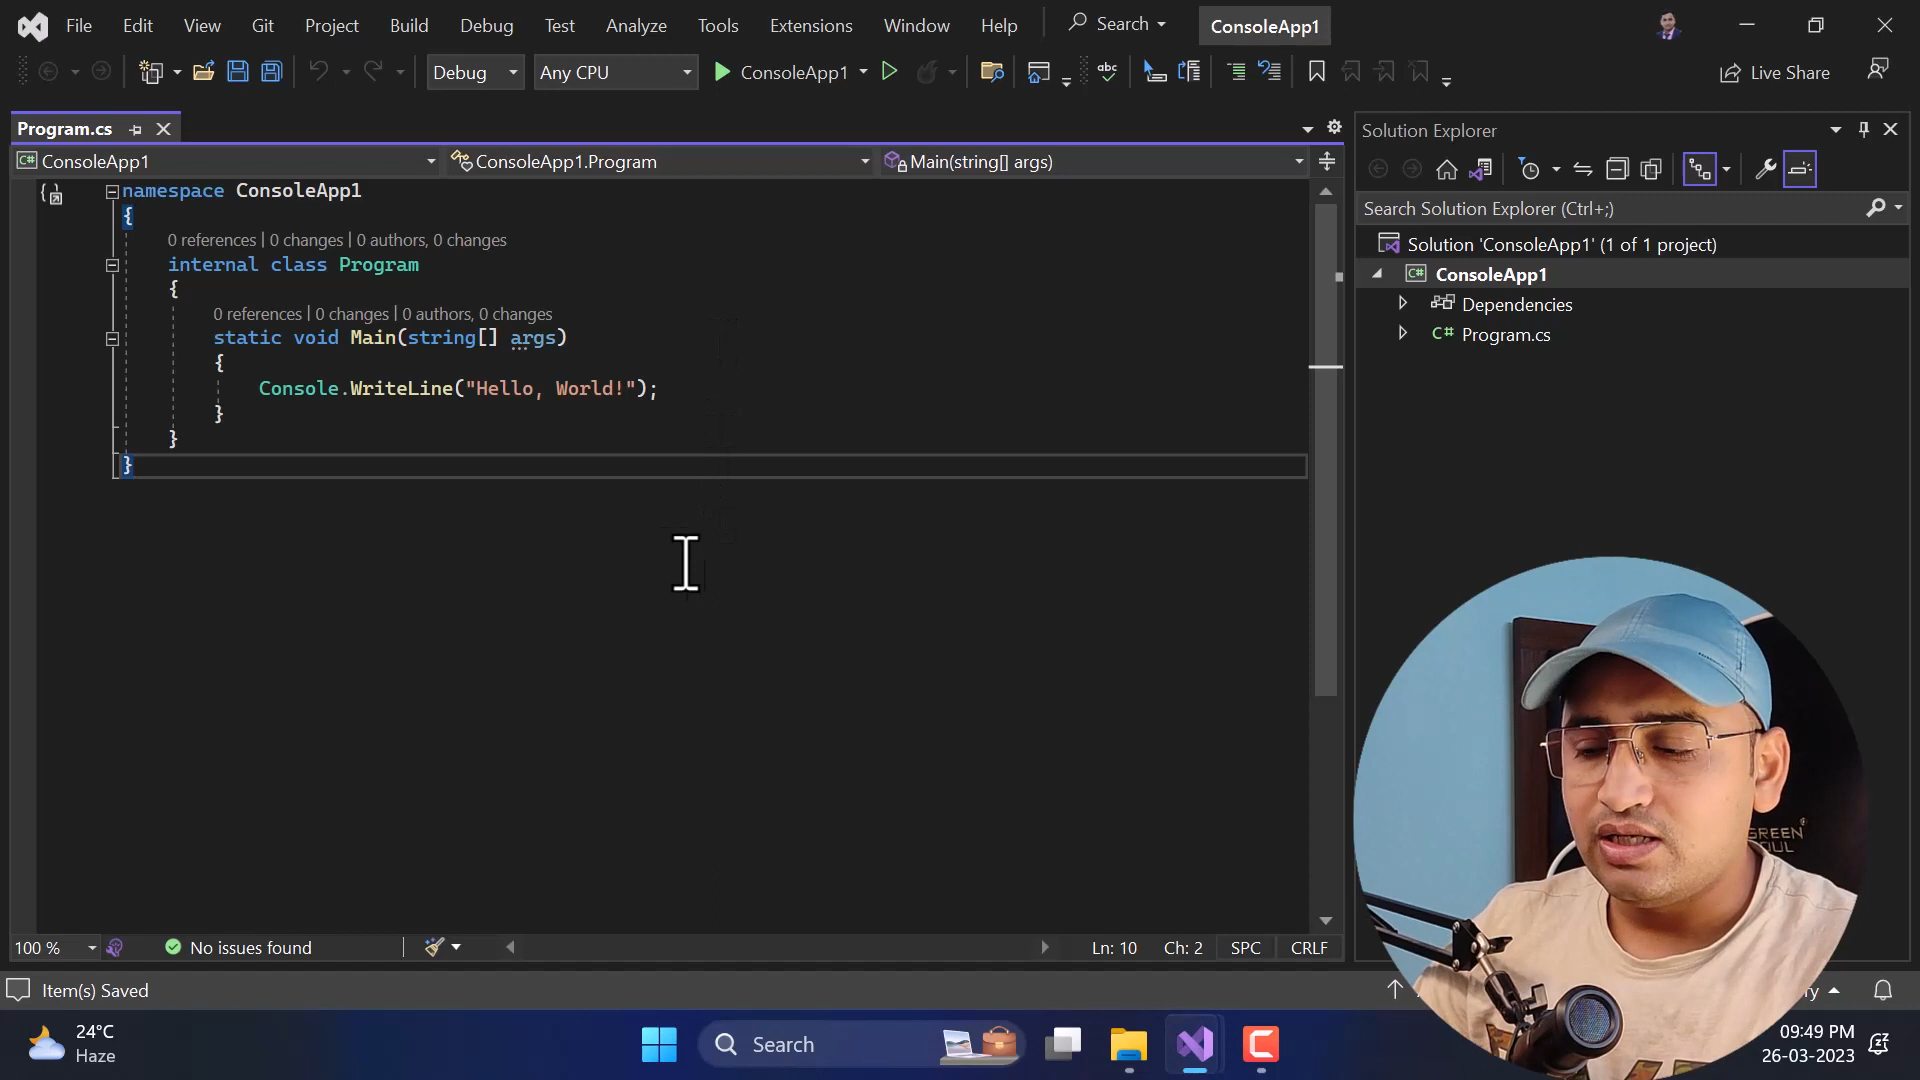 File Edit View Git Project Build Debug Test Analyze Tools Extensions Window Help Search ConsoleApp1
Debug Any CPU ConsoleApp1 abc Live Share
Program.cs
ConsoleApp1 ConsoleApp1.Program Main(string[] args)
namespace ConsoleApp1
{
0 references | 0 changes | 0 authors, 0 changes
internal class Program
{
0 references | 0 changes | 0 authors, 0 changes
static void Main(string[] args)
{
Console.WriteLine("Hello, World!");
}
}
}
100 % No issues found Ln: 10 Ch: 2 SPC CRLF
Solution Explorer
Search Solution Explorer (Ctrl+;)
Solution 'ConsoleApp1' (1 of 1 project)
C# ConsoleApp1
Dependencies
C# Program.cs
GREEN
Item(s) Saved
24°C
Haze
Search
09:49 PM
26-03-2023